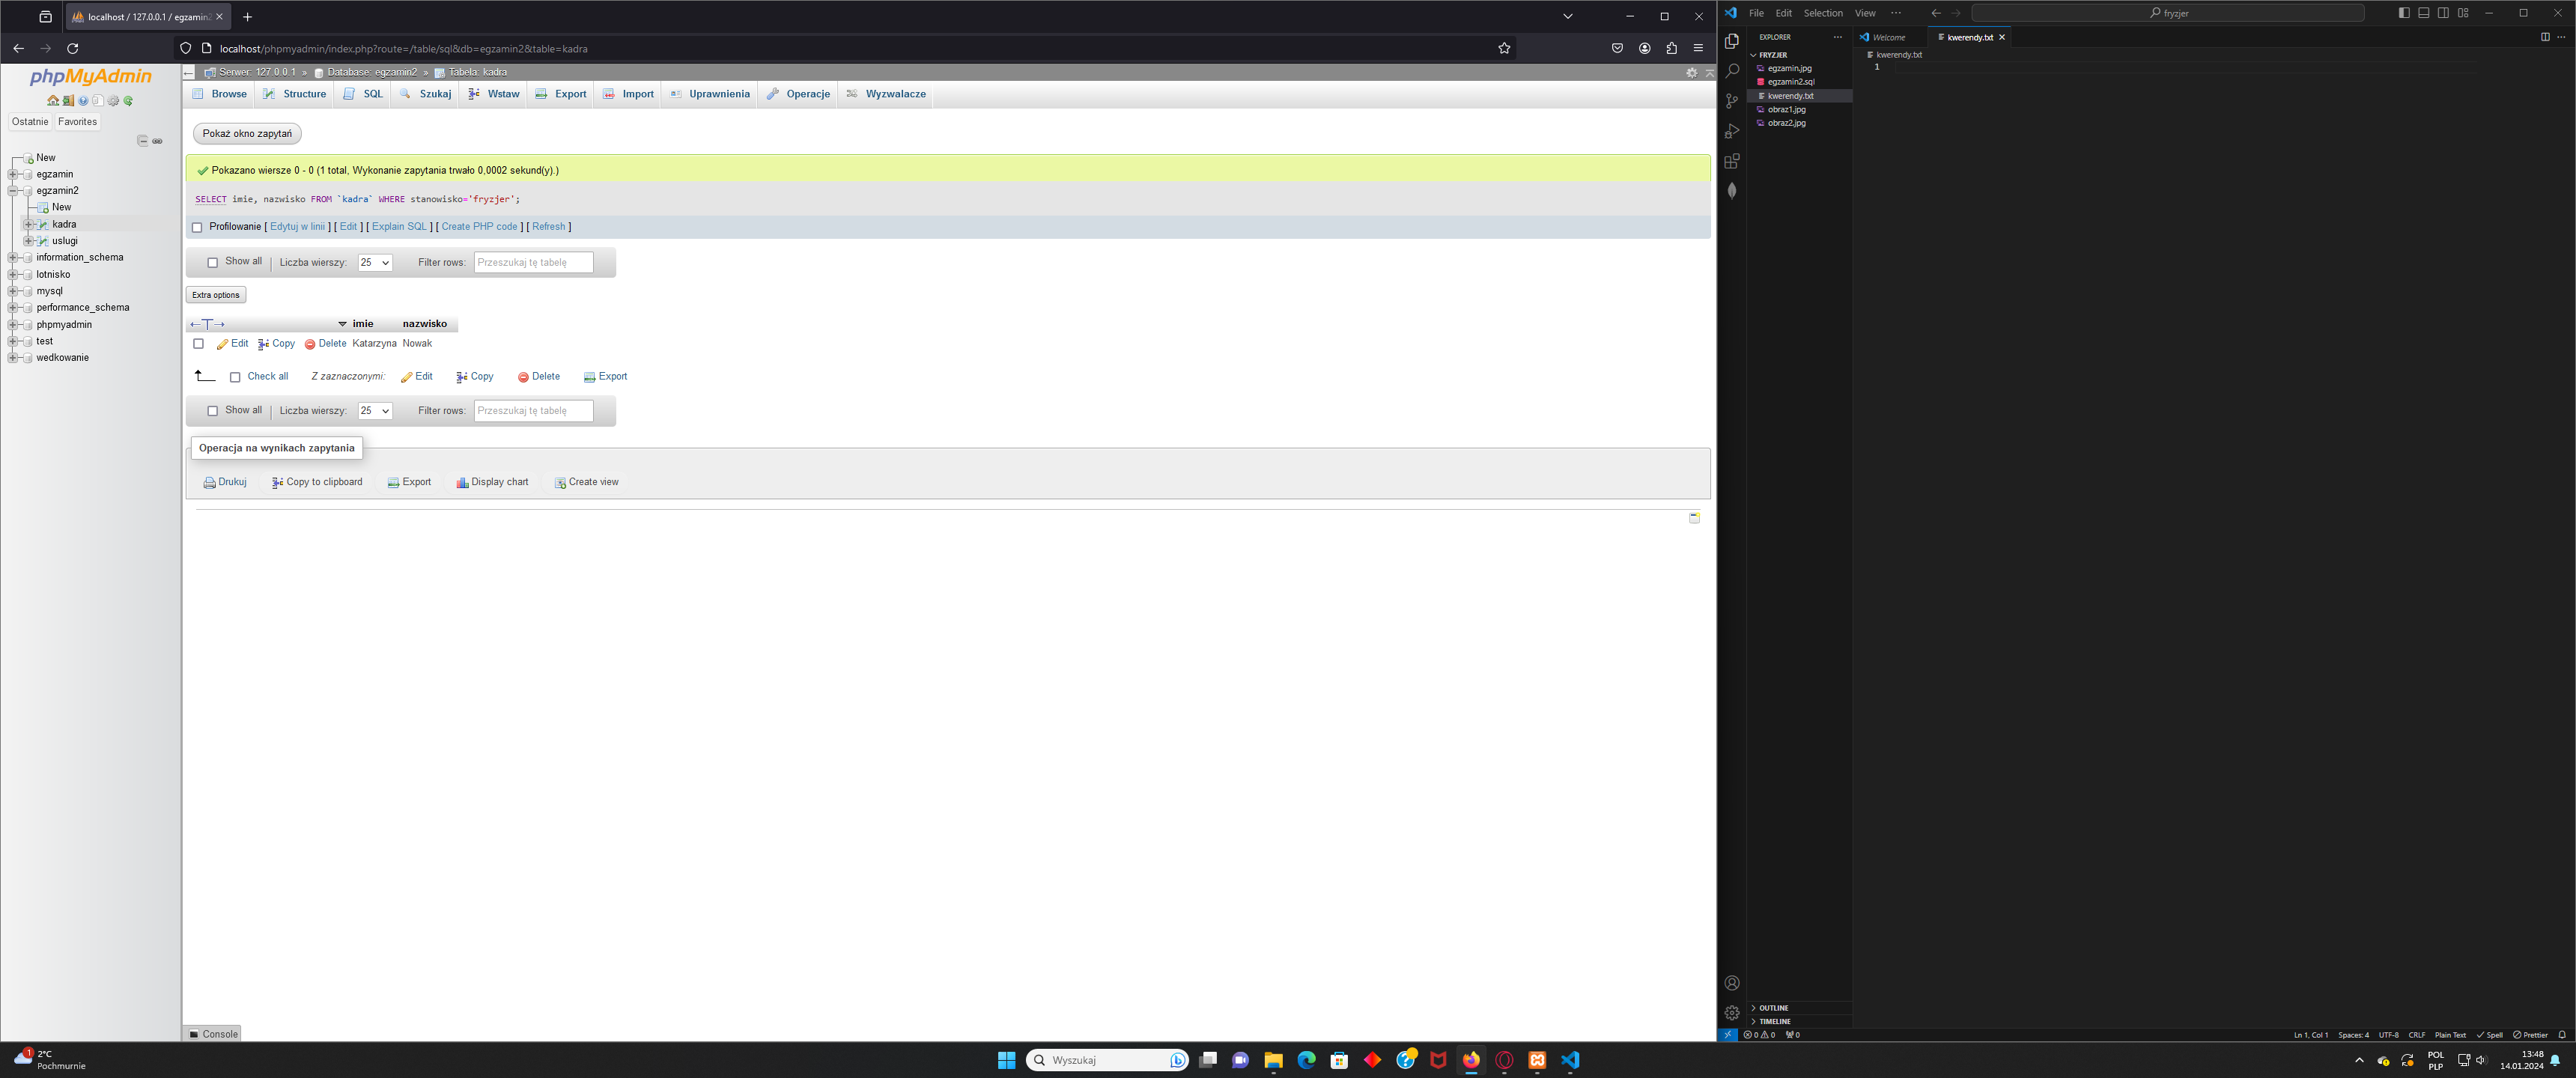 localhost / 127.0.0.1 / egzamin2
localhost/phpmyadmin/index.php?route=/table/sql&db=egzamin2&table=kadra
phpMyAdmin
Ostatnie Favorites
New
egzamin
egzamin2
New
kadra
uslugi
information_schema
lotnisko
mysql
performance_schema
phpmyadmin
test
wedkowanie
Serwer: 127.0.0.1 » Database: egzamin2 » Tabela: kadra
Browse Structure SQL Szukaj Wstaw Export Import Uprawnienia Operacje Wyzwalacze
Pokaż okno zapytań
Pokazano wiersze 0 - 0 (1 total, Wykonanie zapytania trwało 0,0002 sekund(y).)
SELECT imie, nazwisko FROM `kadra` WHERE stanowisko='fryzjer';
Profilowanie [ Edytuj w linii ] [ Edit ] [ Explain SQL ] [ Create PHP code ] [ Refresh ]
Show all Liczba wierszy: 25 Filter rows: Przeszukaj tę tabelę
Extra options
←T→ imie nazwisko
Edit Copy Delete Katarzyna Nowak
Check all Z zaznaczonymi: Edit Copy Delete Export
Show all Liczba wierszy: 25 Filter rows: Przeszukaj tę tabelę
Operacja na wynikach zapytania
Drukuj Copy to clipboard Export Display chart Create view
Console
File Edit Selection View ···
fryzjer
EXPLORER
FRYZJER
egzamin.jpg
egzamin2.sql
kwerendy.txt
obraz1.jpg
obraz2.jpg
OUTLINE
TIMELINE
Welcome kwerendy.txt
kwerendy.txt
1
0 0 0
Ln 1, Col 1 Spaces: 4 UTF-8 CRLF Plain Text Spell Prettier
1
2°C
Pochmurnie
Wyszukaj
POL
PLP
13:48
14.01.2024